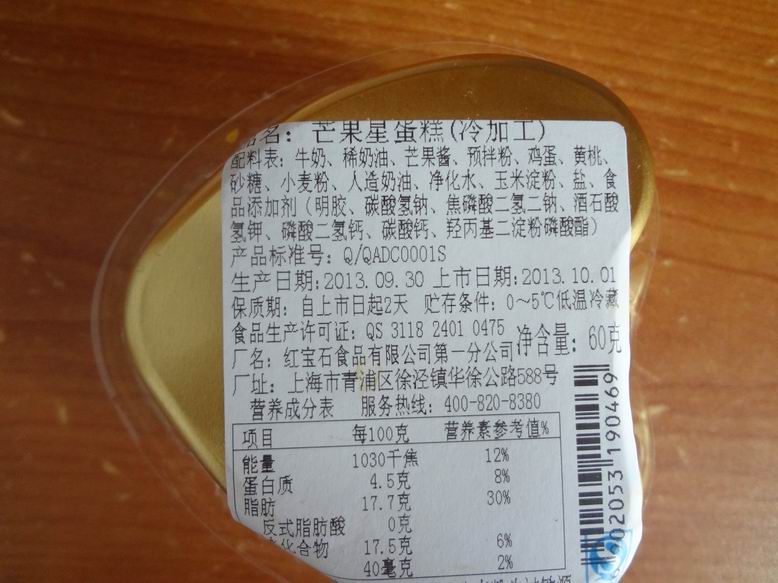 名：芒果星蛋糕(冷加工)
配料表：牛奶、稀奶油、芒果酱、预拌粉、鸡蛋、黄桃、
砂糖、小麦粉、人造奶油、净化水、玉米淀粉、盐、食
品添加剂（明胶、碳酸氢钠、焦磷酸二氢二钠、酒石酸
氢钾、磷酸二氢钙、碳酸钙、羟丙基二淀粉磷酸酯）
产品标准号：Q/QADC0001S
生产日期:2013.09.30 上市日期:2013.10.01
保质期：自上市日起2天 贮存条件：0～5℃低温冷藏
食品生产许可证：QS 3118 2401 0475 净含量：60克
厂名：红宝石食品有限公司第一分公司
厂址：上海市青浦区徐泾镇华徐公路588号
营养成分表 服务热线：400-820-8380
项目 每100克 营养素参考值%
能量 1030千焦 12%
蛋白质 4.5克 8%
脂肪 17.7克 30%
反式脂肪酸 0克
化合物 17.5克 6%
40毫克 2%
02053 190469